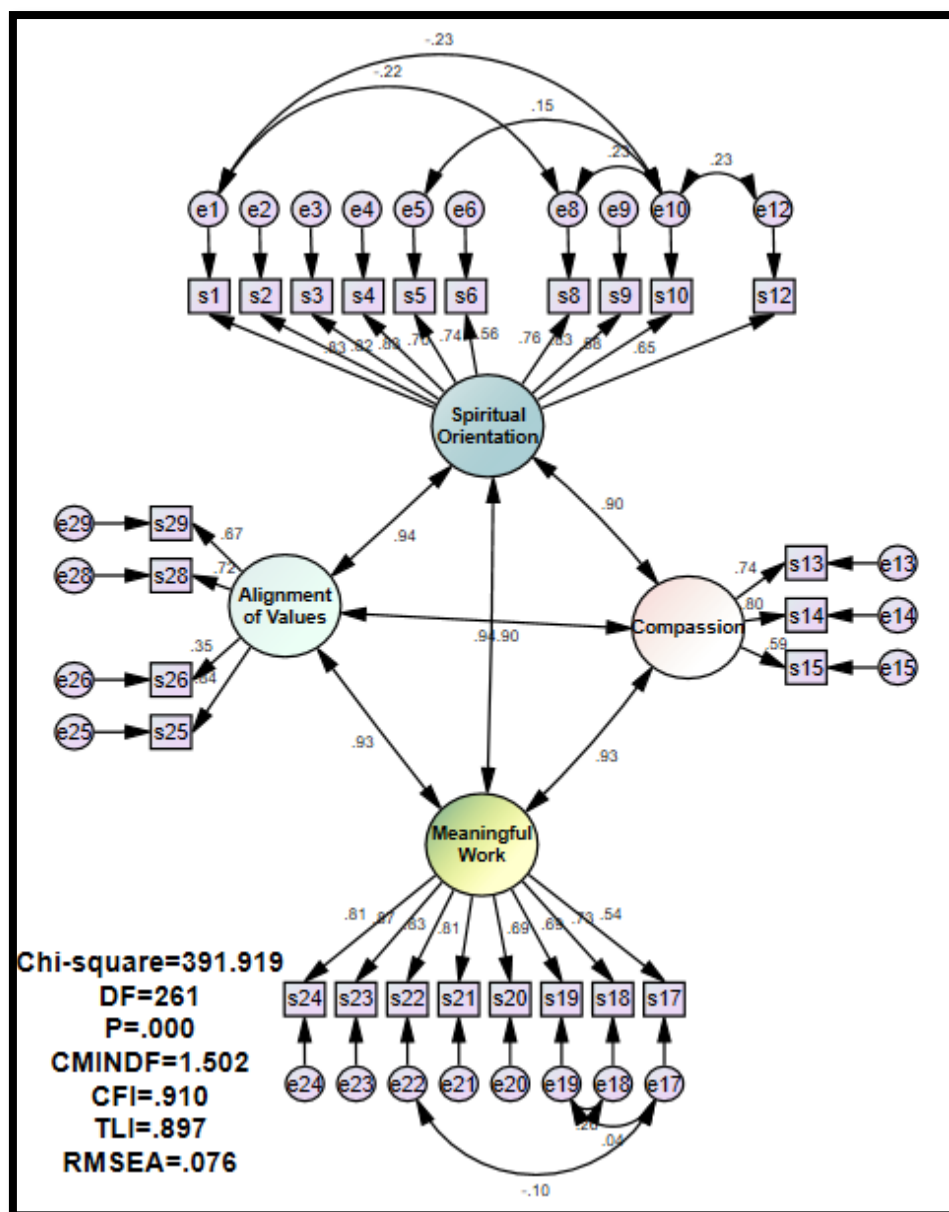 -.23
-.22
.15
.23
.23
e1 e2 e3 e4 e5 e6 e8 e9 e10 e12
s1 s2 s3 s4 s5 s6 s8 s9 s10 s12
.83 .82 .74 .56 .76 .65
Spiritual
Orientation
.90
.94
e29 s29
.67
e28 s28
.72
Alignment
of Values
.35
e26 s26
e25 s25
.94 .90
Compassion
.74
s13 e13
.80
s14 e14
.59
s15 e15
.93
.93
Meaningful
Work
.81 .81 .69 .69 .73 .54
s24 s23 s22 s21 s20 s19 s18 s17
e24 e23 e22 e21 e20 e19 e18 e17
.04
-.10
Chi-square=391.919
DF=261
P=.000
CMINDF=1.502
CFI=.910
TLI=.897
RMSEA=.076